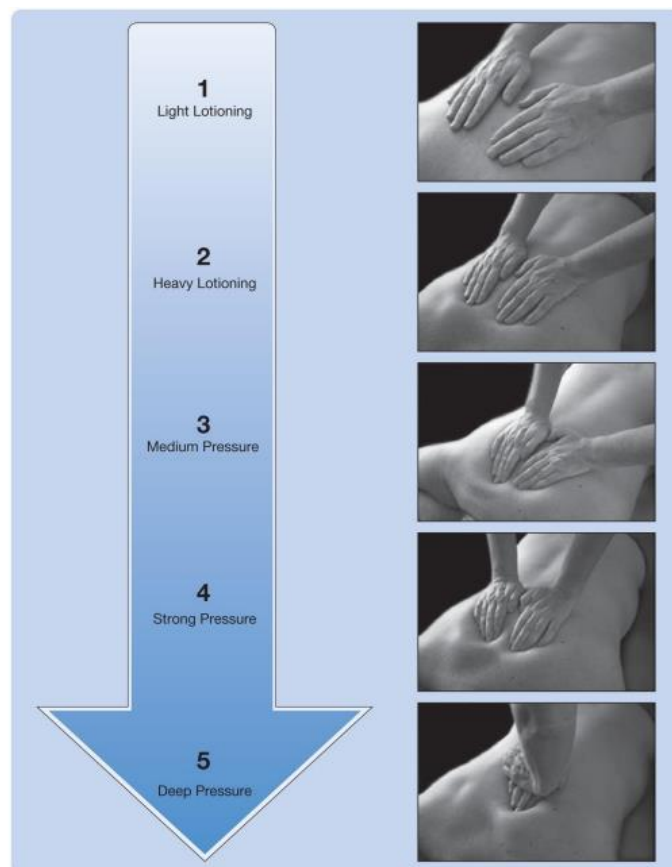 1
Light Lotioning
2
Heavy Lotioning
3
Medium Pressure
4
Strong Pressure
5
Deep Pressure